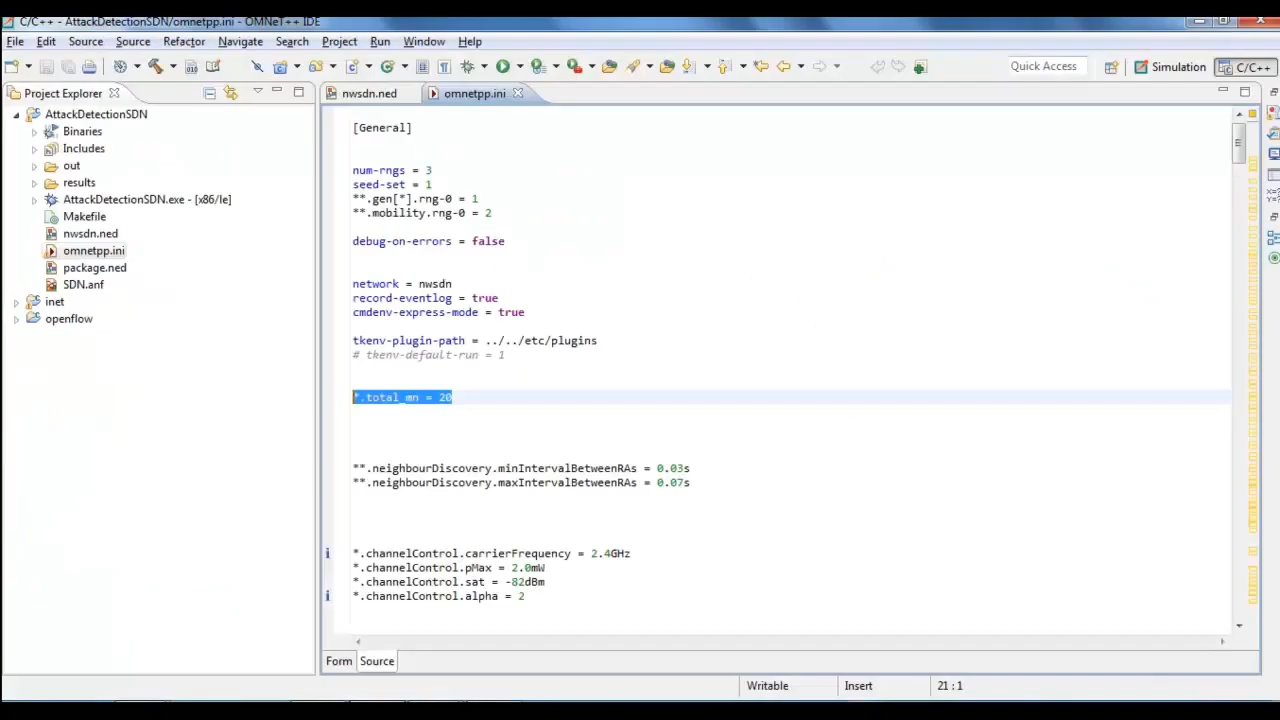 C/C++ - AttackDetectionSDN/omnetpp.ini - OMNeT++ IDE
File Edit Source Source Refactor Navigate Search Project Run Window Help
Quick Access Simulation C/C++
Project Explorer
nwsdn.ned omnetpp.ini
AttackDetectionSDN
Binaries
Includes
out
results
AttackDetectionSDN.exe - [x86/le]
Makefile
nwsdn.ned
omnetpp.ini
package.ned
SDN.anf
inet
openflow
[General]
num-rngs = 3
seed-set = 1
**.gen[*].rng-0 = 1
**.mobility.rng-0 = 2
debug-on-errors = false
network = nwsdn
record-eventlog = true
cmdenv-express-mode = true
tkenv-plugin-path = ../../etc/plugins
# tkenv-default-run = 1
*.total_mn = 20
**.neighbourDiscovery.minIntervalBetweenRAs = 0.03s
**.neighbourDiscovery.maxIntervalBetweenRAs = 0.07s
*.channelControl.carrierFrequency = 2.4GHz
*.channelControl.pMax = 2.0mW
*.channelControl.sat = -82dBm
*.channelControl.alpha = 2
Form Source
Writable Insert 21 : 1